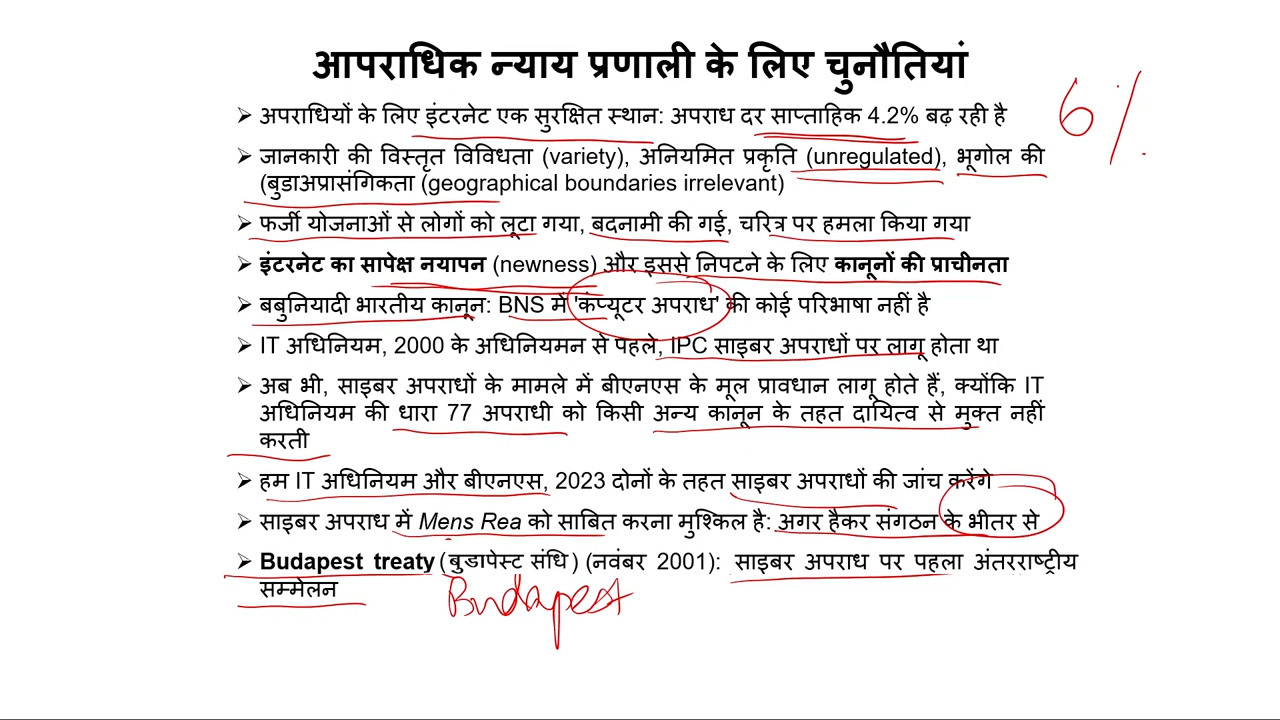 आपराधिक न्याय प्रणाली के लिए चुनौतियां
➢ अपराधियों के लिए इंटरनेट एक सुरक्षित स्थान: अपराध दर साप्ताहिक 4.2% बढ़ रही है
6%
➢ जानकारी की विस्तृत विविधता (variety), अनियमित प्रकृति (unregulated), भूगोल की
(बुडाअप्रासंगिकता (geographical boundaries irrelevant)
➢ फर्जी योजनाओं से लोगों को लूटा गया, बदनामी की गई, चरित्र पर हमला किया गया
➢ इंटरनेट का सापेक्ष नयापन (newness) और इससे निपटने के लिए कानूनों की प्राचीनता
➢ बबुनियादी भारतीय कानून: BNS में 'कंप्यूटर अपराध' की कोई परिभाषा नहीं है
➢ IT अधिनियम, 2000 के अधिनियमन से पहले, IPC साइबर अपराधों पर लागू होता था
➢ अब भी, साइबर अपराधों के मामले में बीएनएस के मूल प्रावधान लागू होते हैं, क्योंकि IT
अधिनियम की धारा 77 अपराधी को किसी अन्य कानून के तहत दायित्व से मुक्त नहीं
करती
➢ हम IT अधिनियम और बीएनएस, 2023 दोनों के तहत साइबर अपराधों की जांच करेंगे
➢ साइबर अपराध में Mens Rea को साबित करना मुश्किल है: अगर हैकर संगठन के भीतर से
➢ Budapest treaty (बुडापेस्ट संधि) (नवंबर 2001): साइबर अपराध पर पहला अंतरराष्ट्रीय
सम्मेलन
Budapest